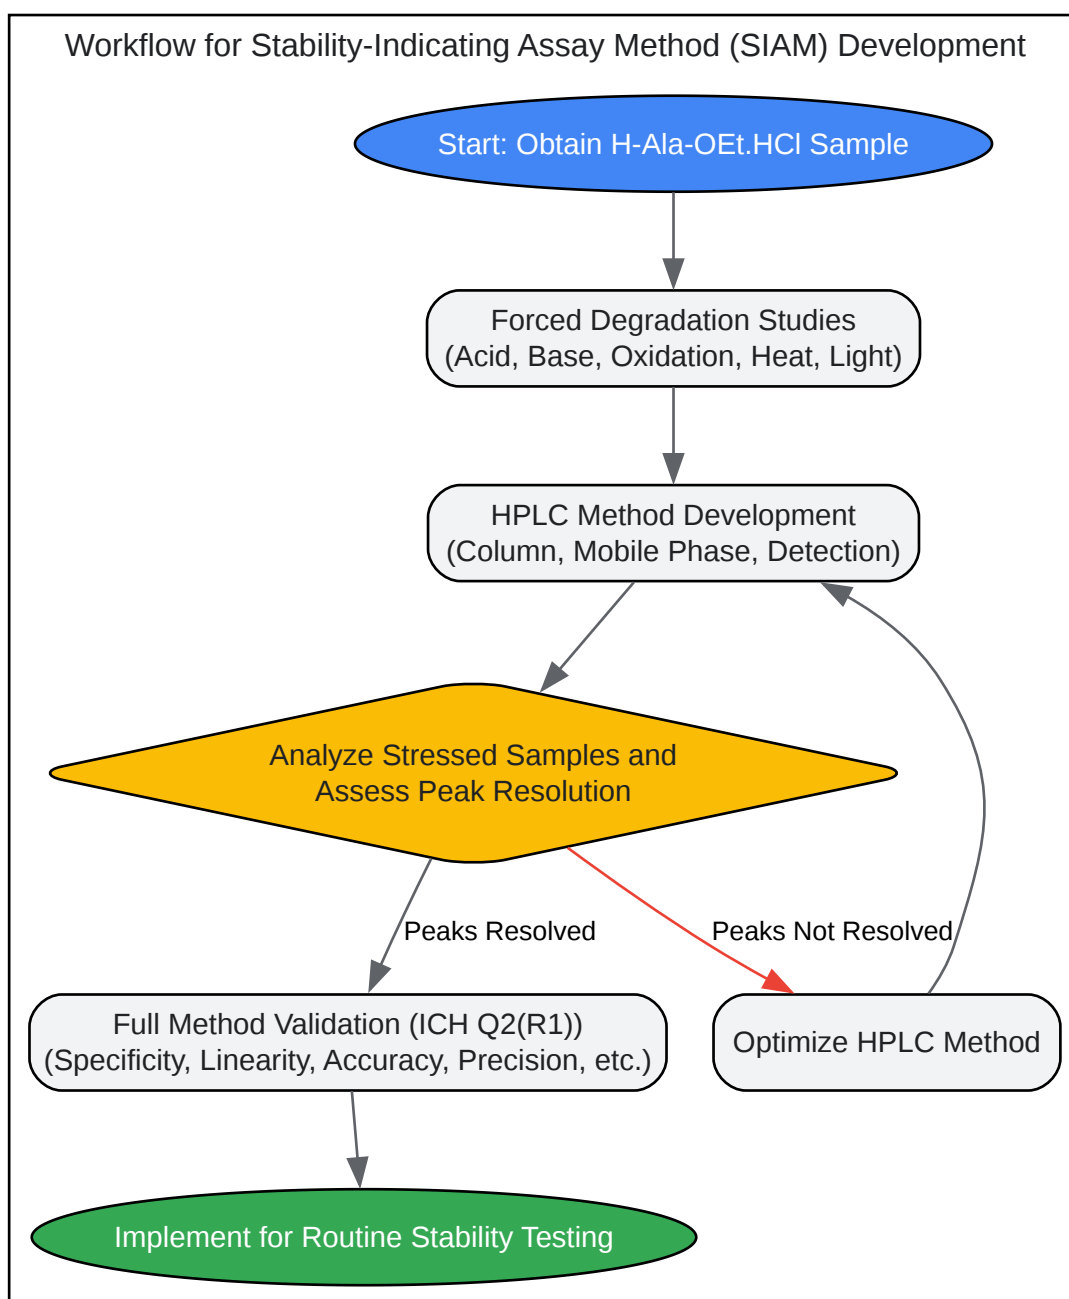 Workflow for Stability-Indicating Assay Method (SIAM) Development
Start: Obtain H-Ala-OEt.HCl Sample
Forced Degradation Studies
(Acid, Base, Oxidation, Heat, Light)
HPLC Method Development
(Column, Mobile Phase, Detection)
Analyze Stressed Samples and
Assess Peak Resolution
Peaks Resolved
Peaks Not Resolved
Full Method Validation (ICH Q2(R1))
(Specificity, Linearity, Accuracy, Precision, etc.)
Optimize HPLC Method
Implement for Routine Stability Testing